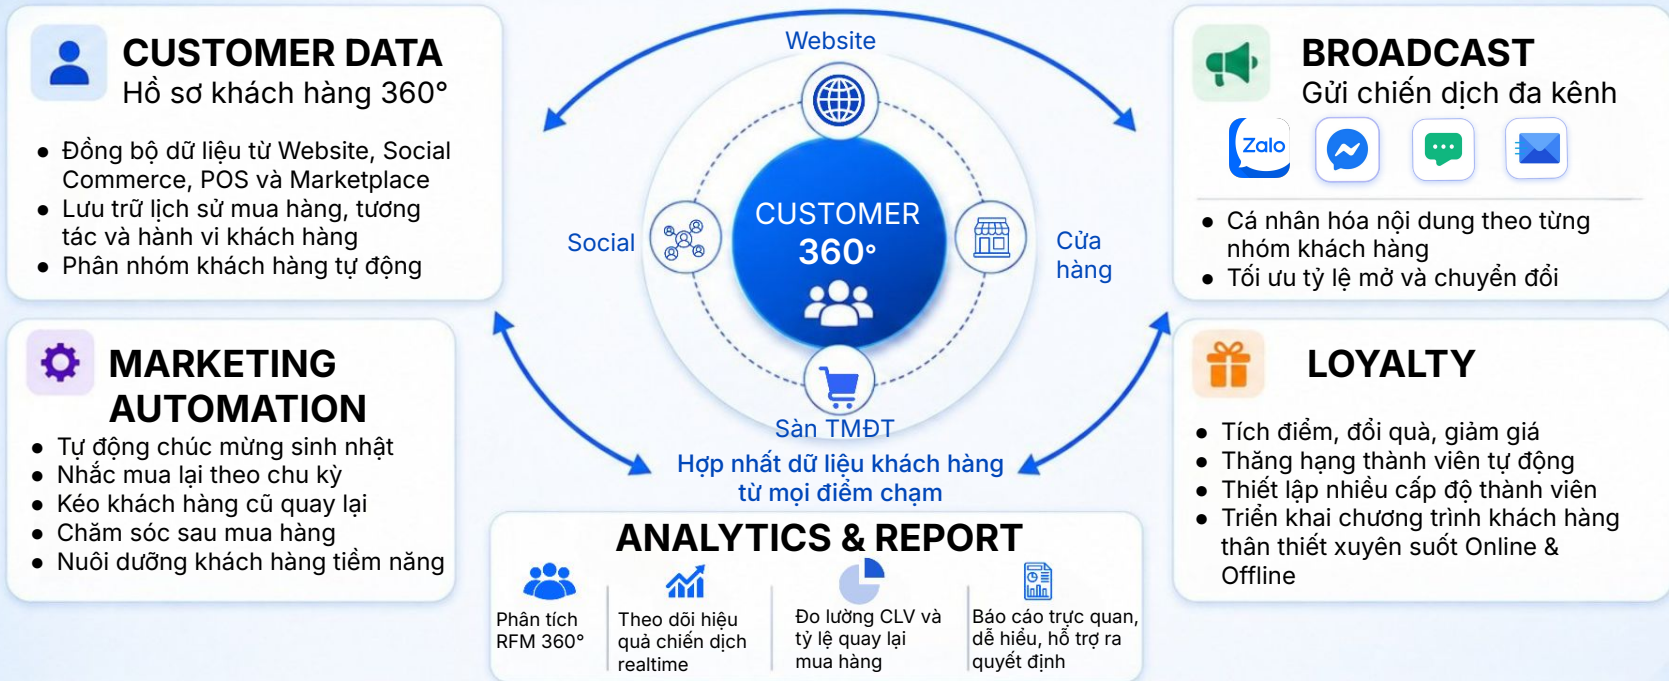 CUSTOMER DATA
Hồ sơ khách hàng 360°
● Đồng bộ dữ liệu từ Website, Social
Commerce, POS và Marketplace
● Lưu trữ lịch sử mua hàng, tương
tác và hành vi khách hàng
● Phân nhóm khách hàng tự động
MARKETING
AUTOMATION
● Tự động chúc mừng sinh nhật
● Nhắc mua lại theo chu kỳ
● Kéo khách hàng cũ quay lại
● Chăm sóc sau mua hàng
● Nuôi dưỡng khách hàng tiềm năng
Website
Social
CUSTOMER
360°
Cửa
hàng
Sàn TMĐT
Hợp nhất dữ liệu khách hàng
từ mọi điểm chạm
BROADCAST
Gửi chiến dịch đa kênh
Zalo
● Cá nhân hóa nội dung theo từng
nhóm khách hàng
● Tối ưu tỷ lệ mở và chuyển đổi
LOYALTY
● Tích điểm, đổi quà, giảm giá
● Thăng hạng thành viên tự động
● Thiết lập nhiều cấp độ thành viên
● Triển khai chương trình khách hàng
thân thiết xuyên suốt Online &
Offline
ANALYTICS & REPORT
Phân tích
RFM 360°
Theo dõi hiệu
quả chiến dịch
realtime
Đo lường CLV và
tỷ lệ quay lại
mua hàng
Báo cáo trực quan,
dễ hiểu, hỗ trợ ra
quyết định